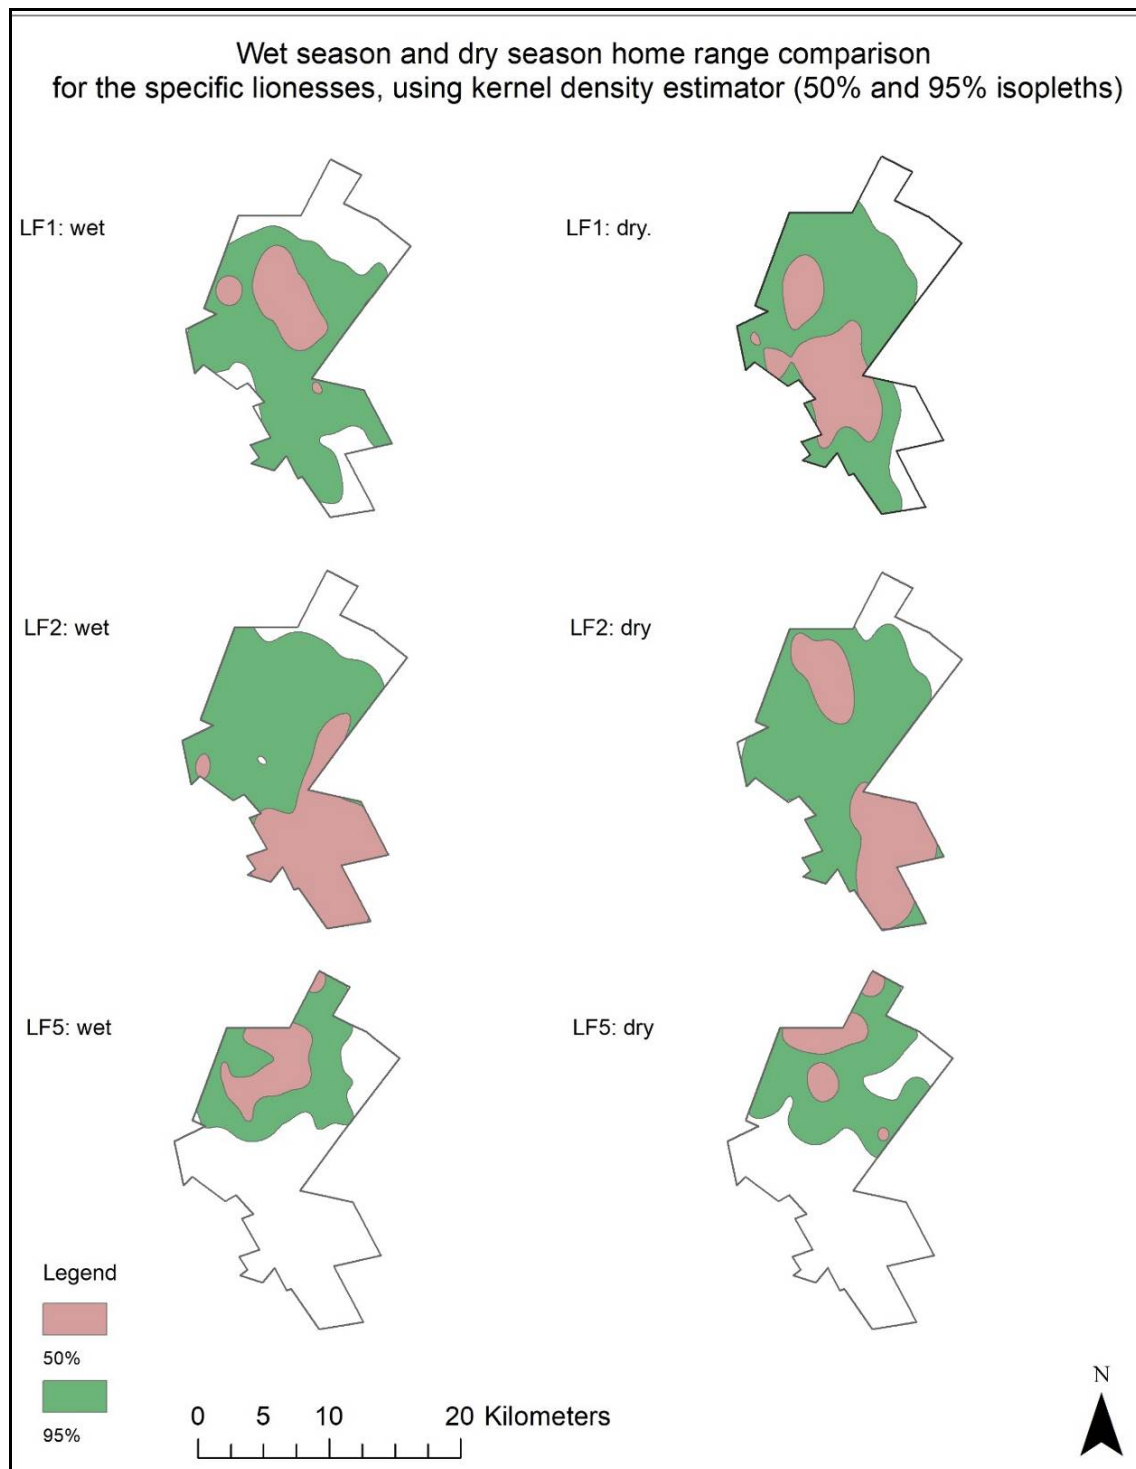 Wet season and dry season home range comparison
for the specific lionesses, using kernel density estimator (50% and 95% isopleths)
LF1: wet
LF1: dry.
LF2: wet
LF2: dry
LF5: wet
LF5: dry
Legend
50%
95%
0 5 10 20 Kilometers
N